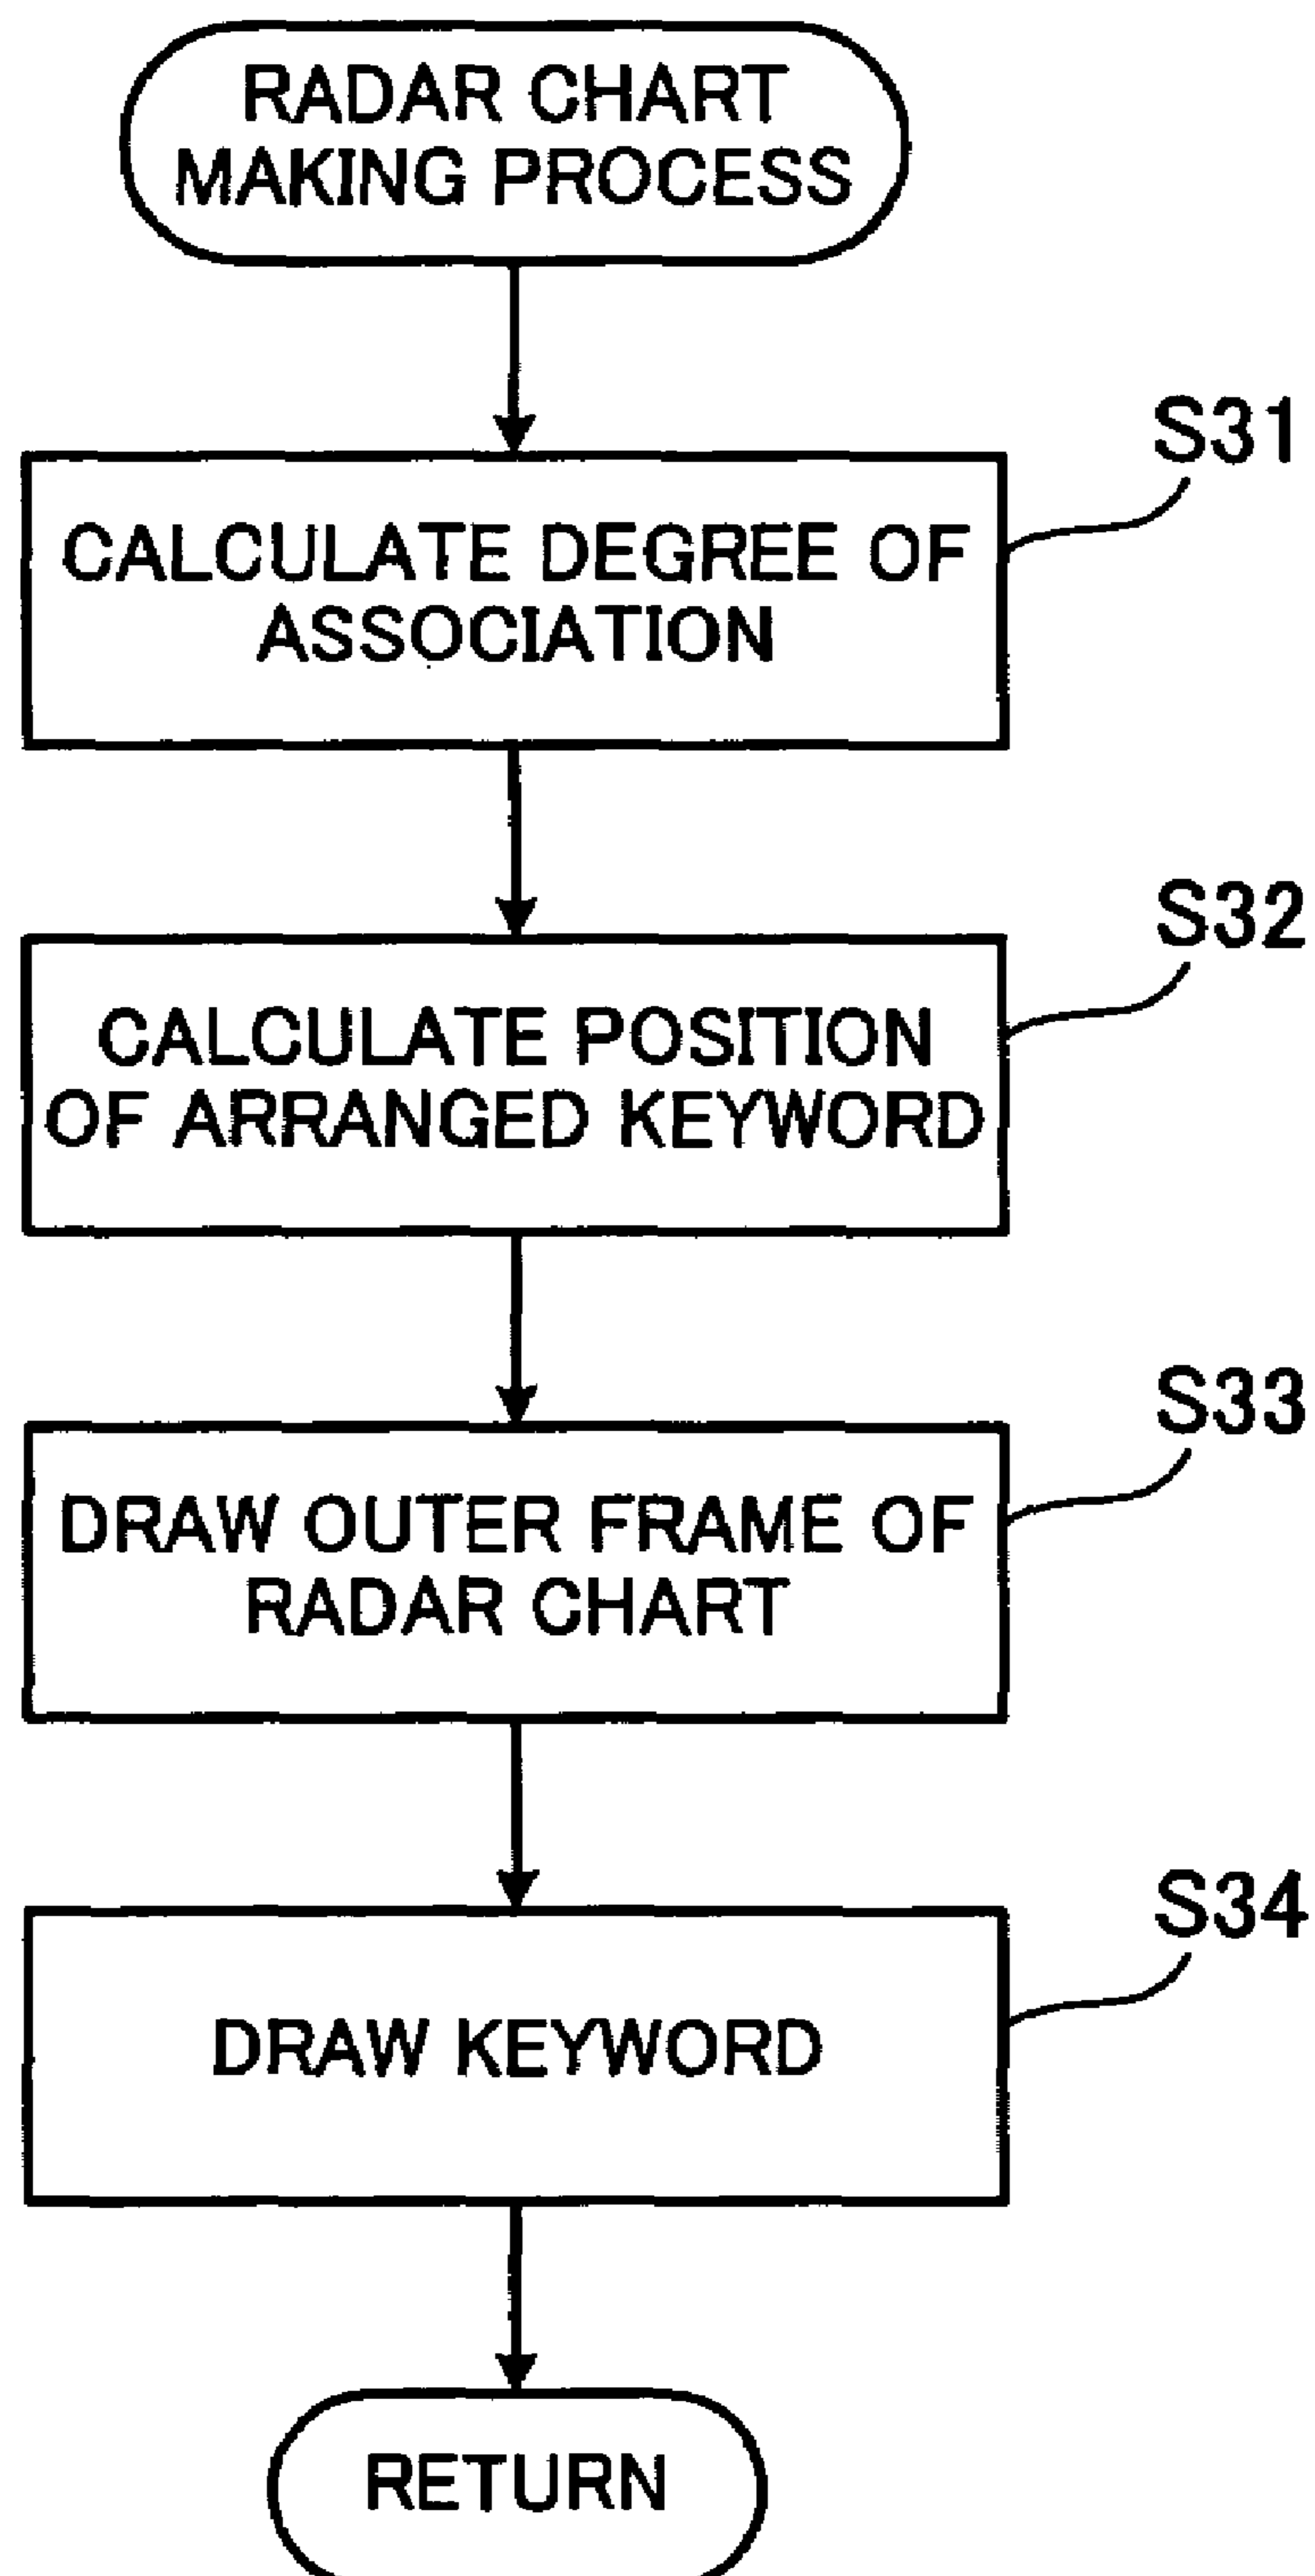 RADAR CHART
MAKING PROCESS
S31
CALCULATE DEGREE OF
ASSOCIATION
S32
CALCULATE POSITION
OF ARRANGED KEYWORD
S33
DRAW OUTER FRAME OF
RADAR CHART
S34
DRAW KEYWORD
RETURN